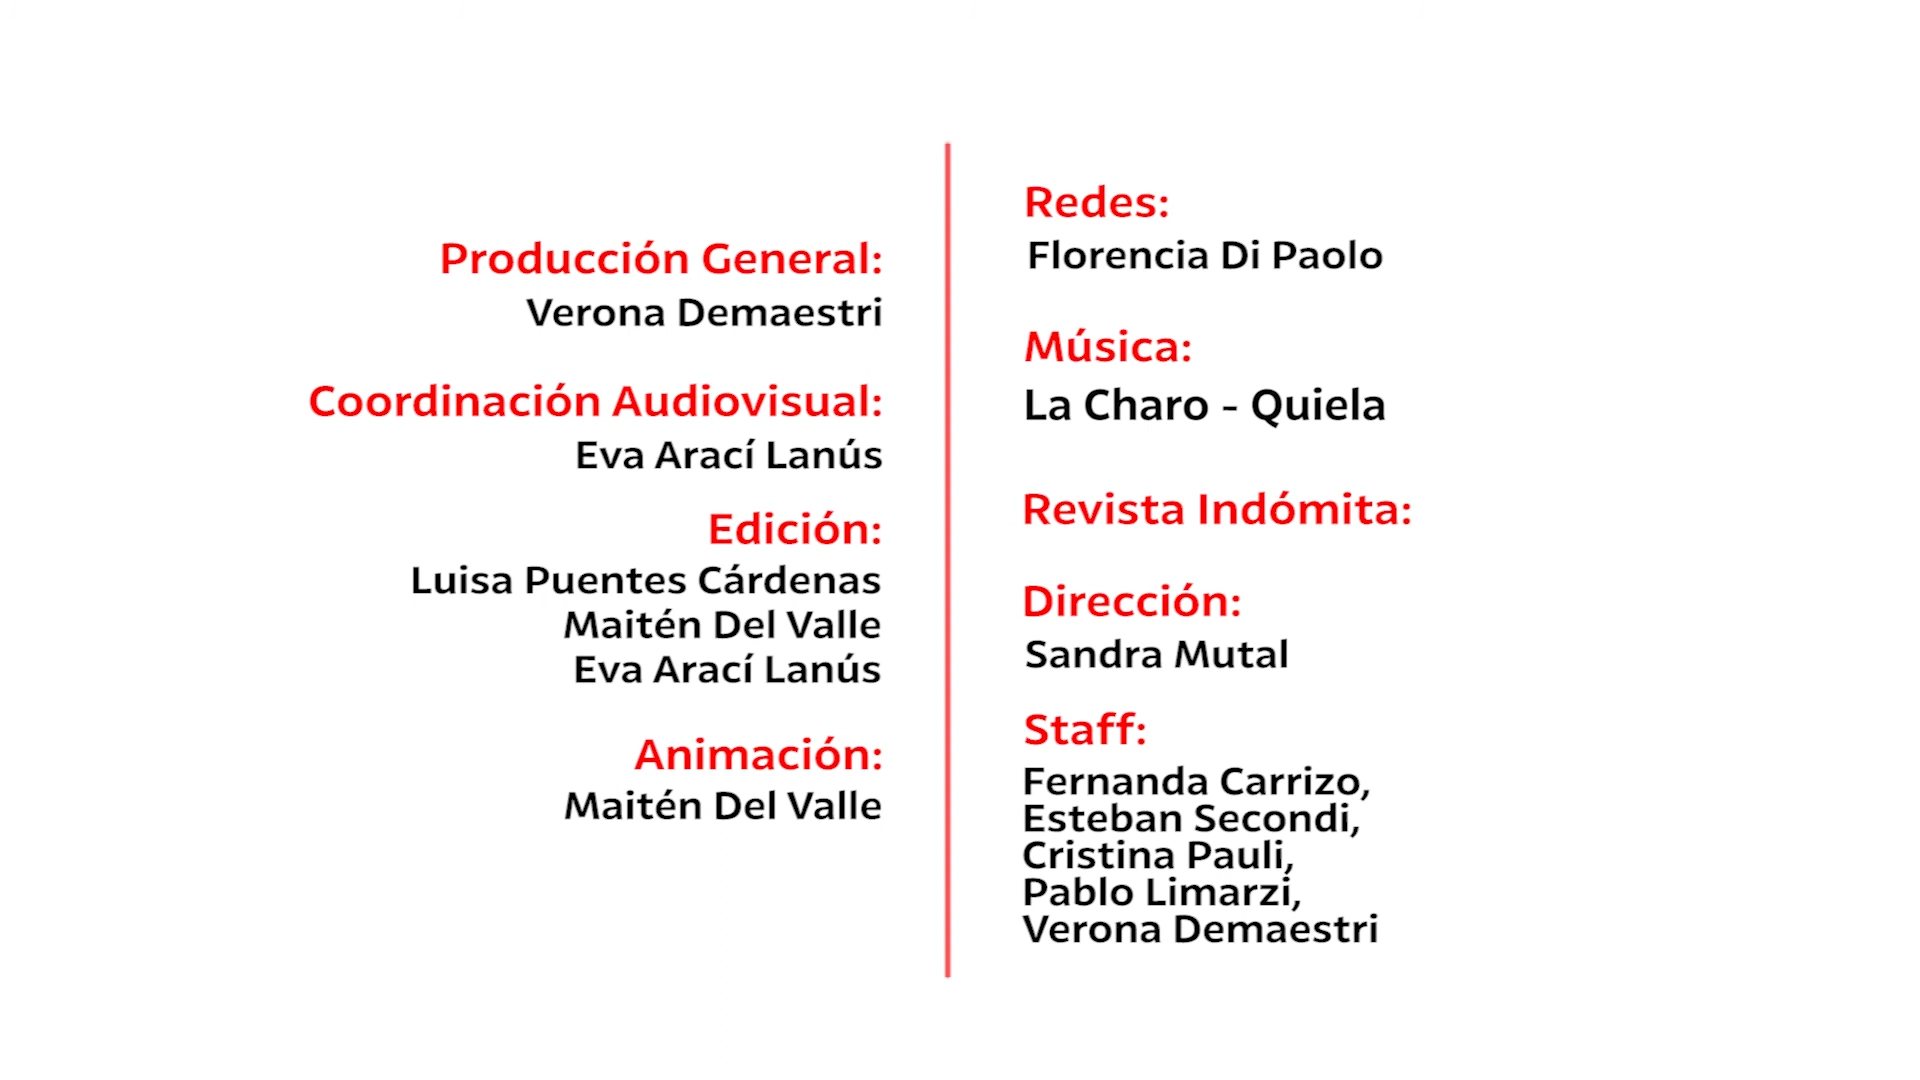 Producción General:
Verona Demaestri
Coordinación Audiovisual:
Eva Arací Lanús
Edición:
Luisa Puentes Cárdenas
Maitén Del Valle
Eva Arací Lanús
Animación:
Maitén Del Valle
Redes:
Florencia Di Paolo
Música:
La Charo - Quiela
Revista Indómita:
Dirección:
Sandra Mutal
Staff:
Fernanda Carrizo,
Esteban Secondi,
Cristina Pauli,
Pablo Limarzi,
Verona Demaestri